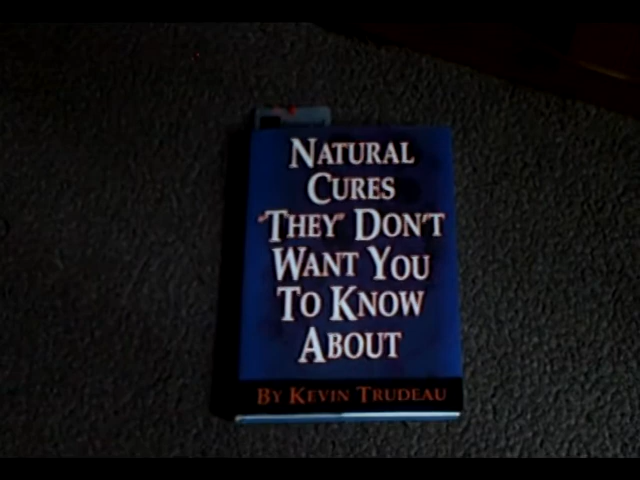 NATURAL
CURES
"THEY" DON'T
WANT YOU
TO KNOW
ABOUT
BY KEVIN TRUDEAU